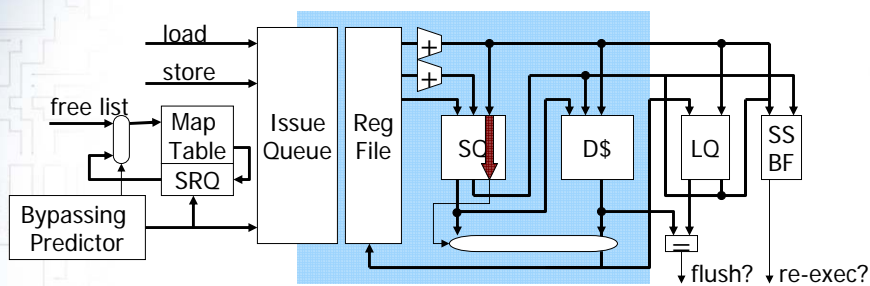 load
store
free list
Map
Table
SRQ
Bypassing
Predictor
Issue
Queue
Reg
File
+
+
SQ
D$
LQ
SS
BF
=
flush?
re-exec?